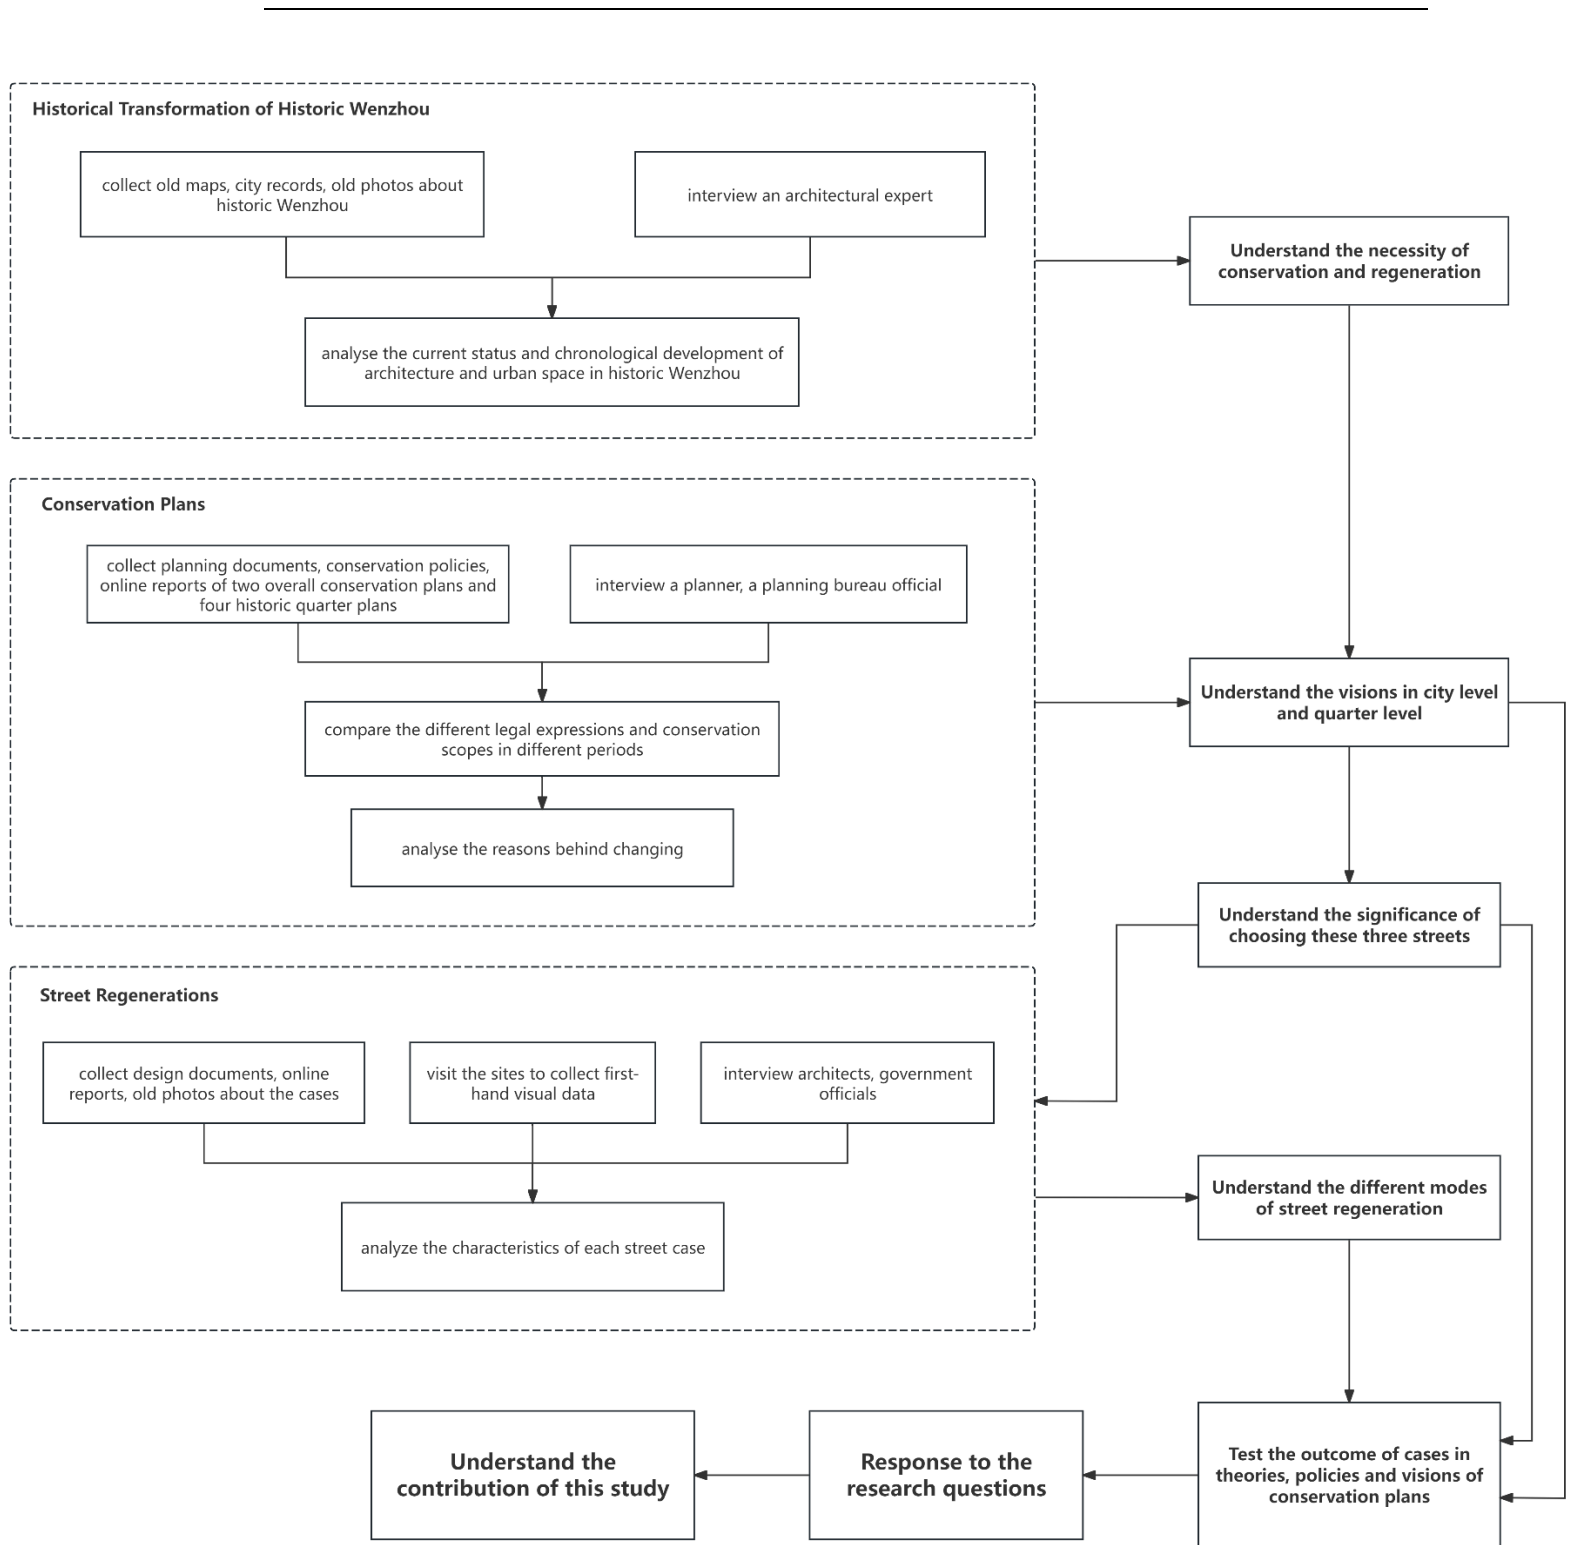 Historical Transformation of Historic Wenzhou
collect old maps, city records, old photos about
historic Wenzhou
interview an architectural expert
analyse the current status and chronological development of
architecture and urban space in historic Wenzhou
Understand the necessity of
conservation and regeneration
Conservation Plans
collect planning documents, conservation policies,
online reports of two overall conservation plans and
four historic quarter plans
interview a planner, a planning bureau official
compare the different legal expressions and conservation
scopes in different periods
analyse the reasons behind changing
Understand the visions in city level
and quarter level
Understand the significance of
choosing these three streets
Street Regenerations
collect design documents, online
reports, old photos about the cases
visit the sites to collect first-
hand visual data
interview architects, government
officials
analyze the characteristics of each street case
Understand the different modes
of street regeneration
Test the outcome of cases in
theories, policies and visions of
conservation plans
Response to the
research questions
Understand the
contribution of this study